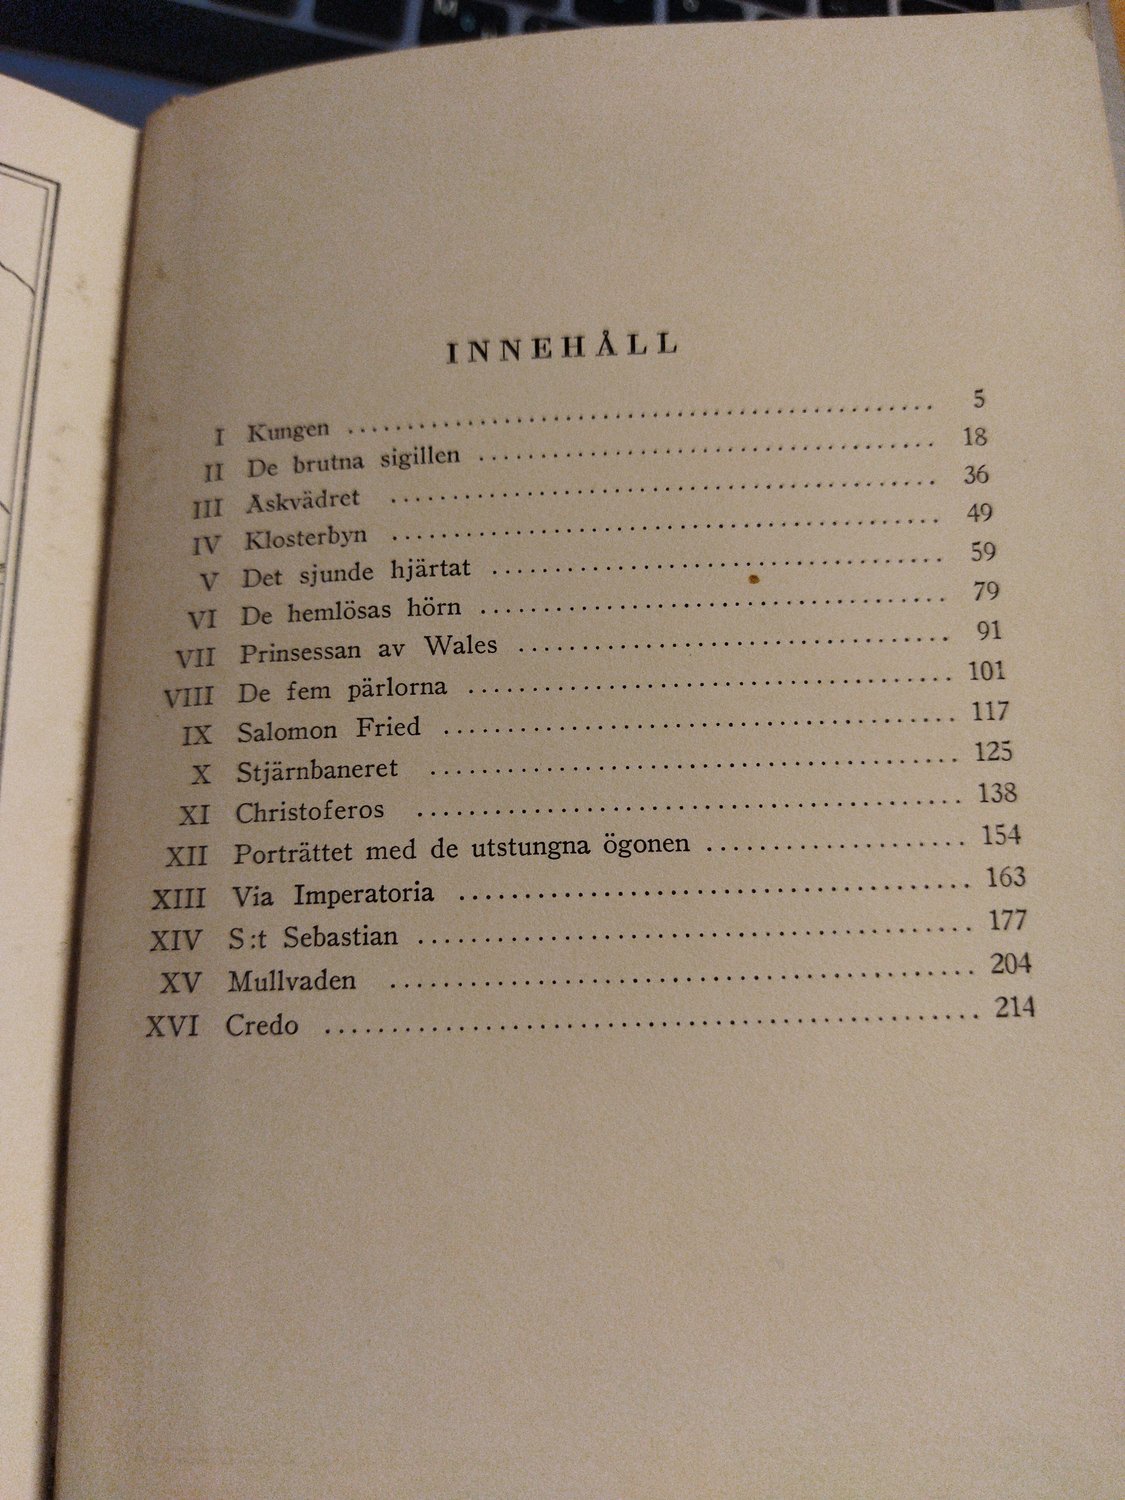 INNEHÅLL
I Kungen 5
II De brutna sigillen 18
III Åskvädret 36
IV Klosterbyn 49
V Det sjunde hjärtat 59
VI De hemlösas hörn 79
VII Prinsessan av Wales 91
VIII De fem pärlorna 101
IX Salomon Fried 117
X Stjärnbaneret 125
XI Christoferos 138
XII Porträttet med de utstungna ögonen 154
XIII Via Imperatoria 163
XIV S:t Sebastian 177
XV Mullvaden 204
XVI Credo 214